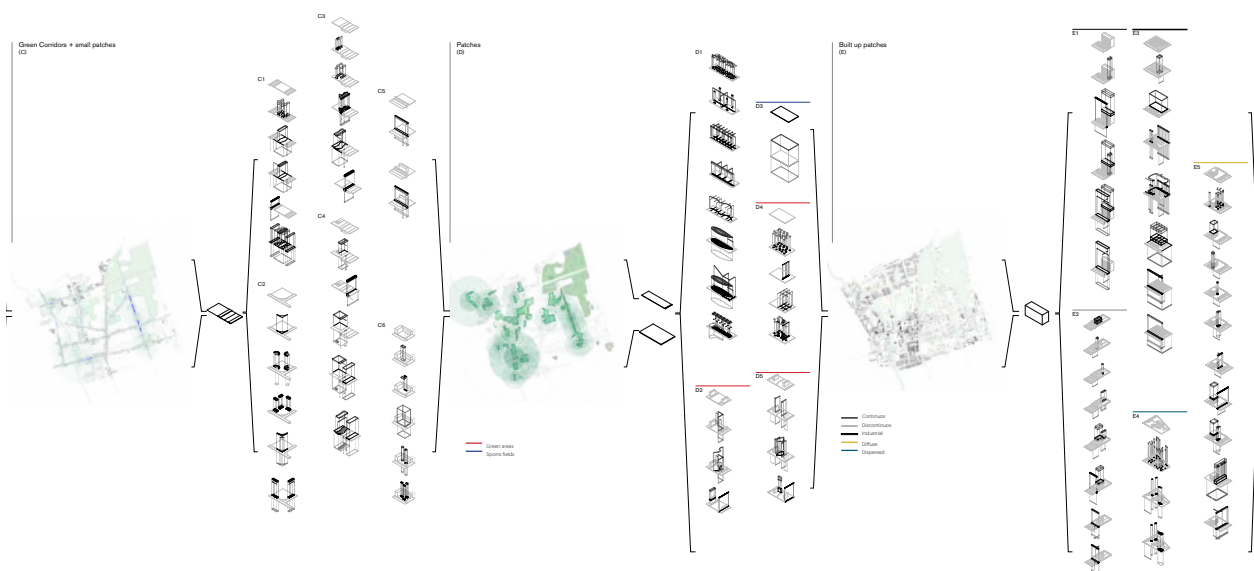 Green Corridors + small patches
(C)
C1
C2
C3
C4
C5
C6
Patches
(D)
Green areas
Sports fields
D1
D2
D3
D4
D5
Built up patches
(E)
Continuos
Discontinuos
Industrial
Diffuse
Dispersed
E1
E2
E3
E4
E5